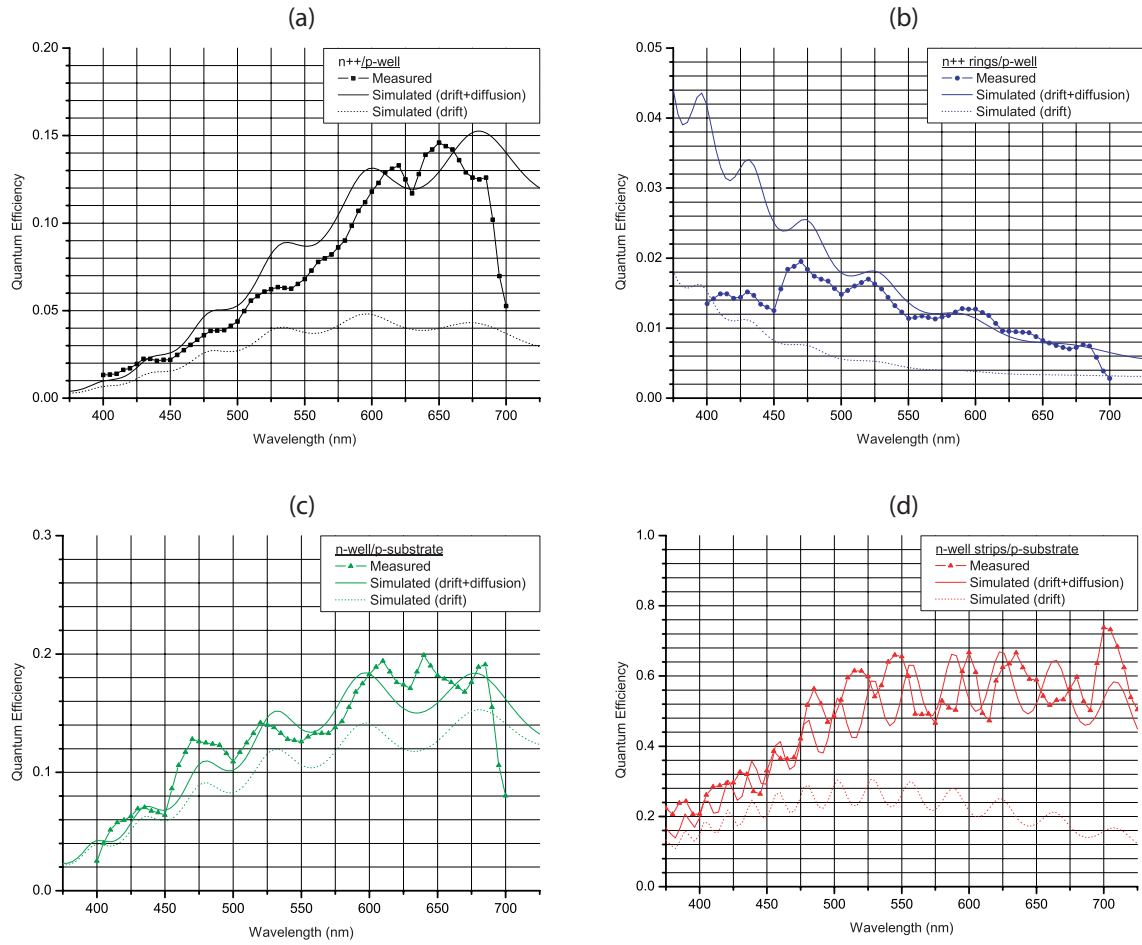 (a)
0.20
0.15
0.10
0.05
0.00
Quantum Efficiency
n++/p-well
Measured
Simulated (drift+diffusion)
Simulated (drift)
400 450 500 550 600 650 700
Wavelength (nm)
(b)
0.05
0.04
0.03
0.02
0.01
0.00
Quantum Efficiency
n++ rings/p-well
Measured
Simulated (drift+diffusion)
Simulated (drift)
400 450 500 550 600 650 700
Wavelength (nm)
(c)
0.3
0.2
0.1
0.0
Quantum Efficiency
n-well/p-substrate
Measured
Simulated (drift+diffusion)
Simulated (drift)
400 450 500 550 600 650 700
Wavelength (nm)
(d)
1.0
0.8
0.6
0.4
0.2
0.0
Quantum Efficiency
n-well strips/p-substrate
Measured
Simulated (drift+diffusion)
Simulated (drift)
400 450 500 550 600 650 700
Wavelength (nm)